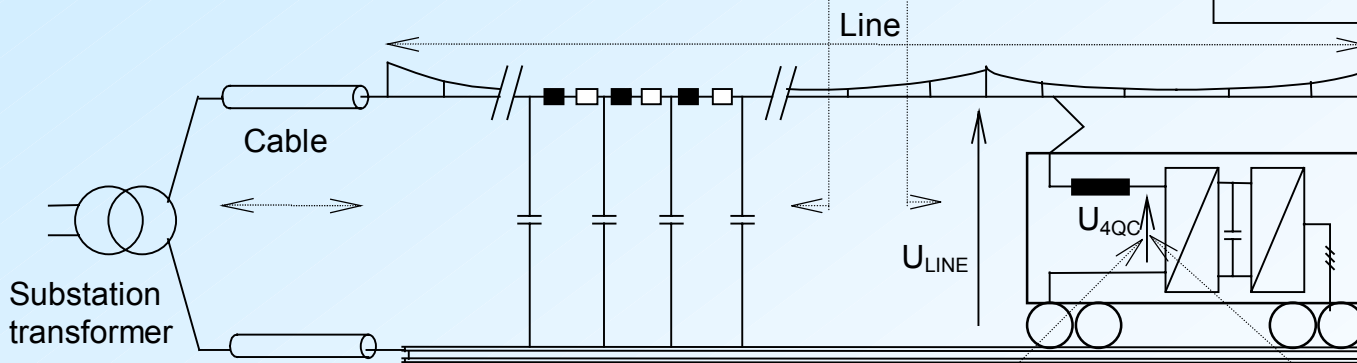 Line
Cable
U4QC
ULINE
Substation
transformer